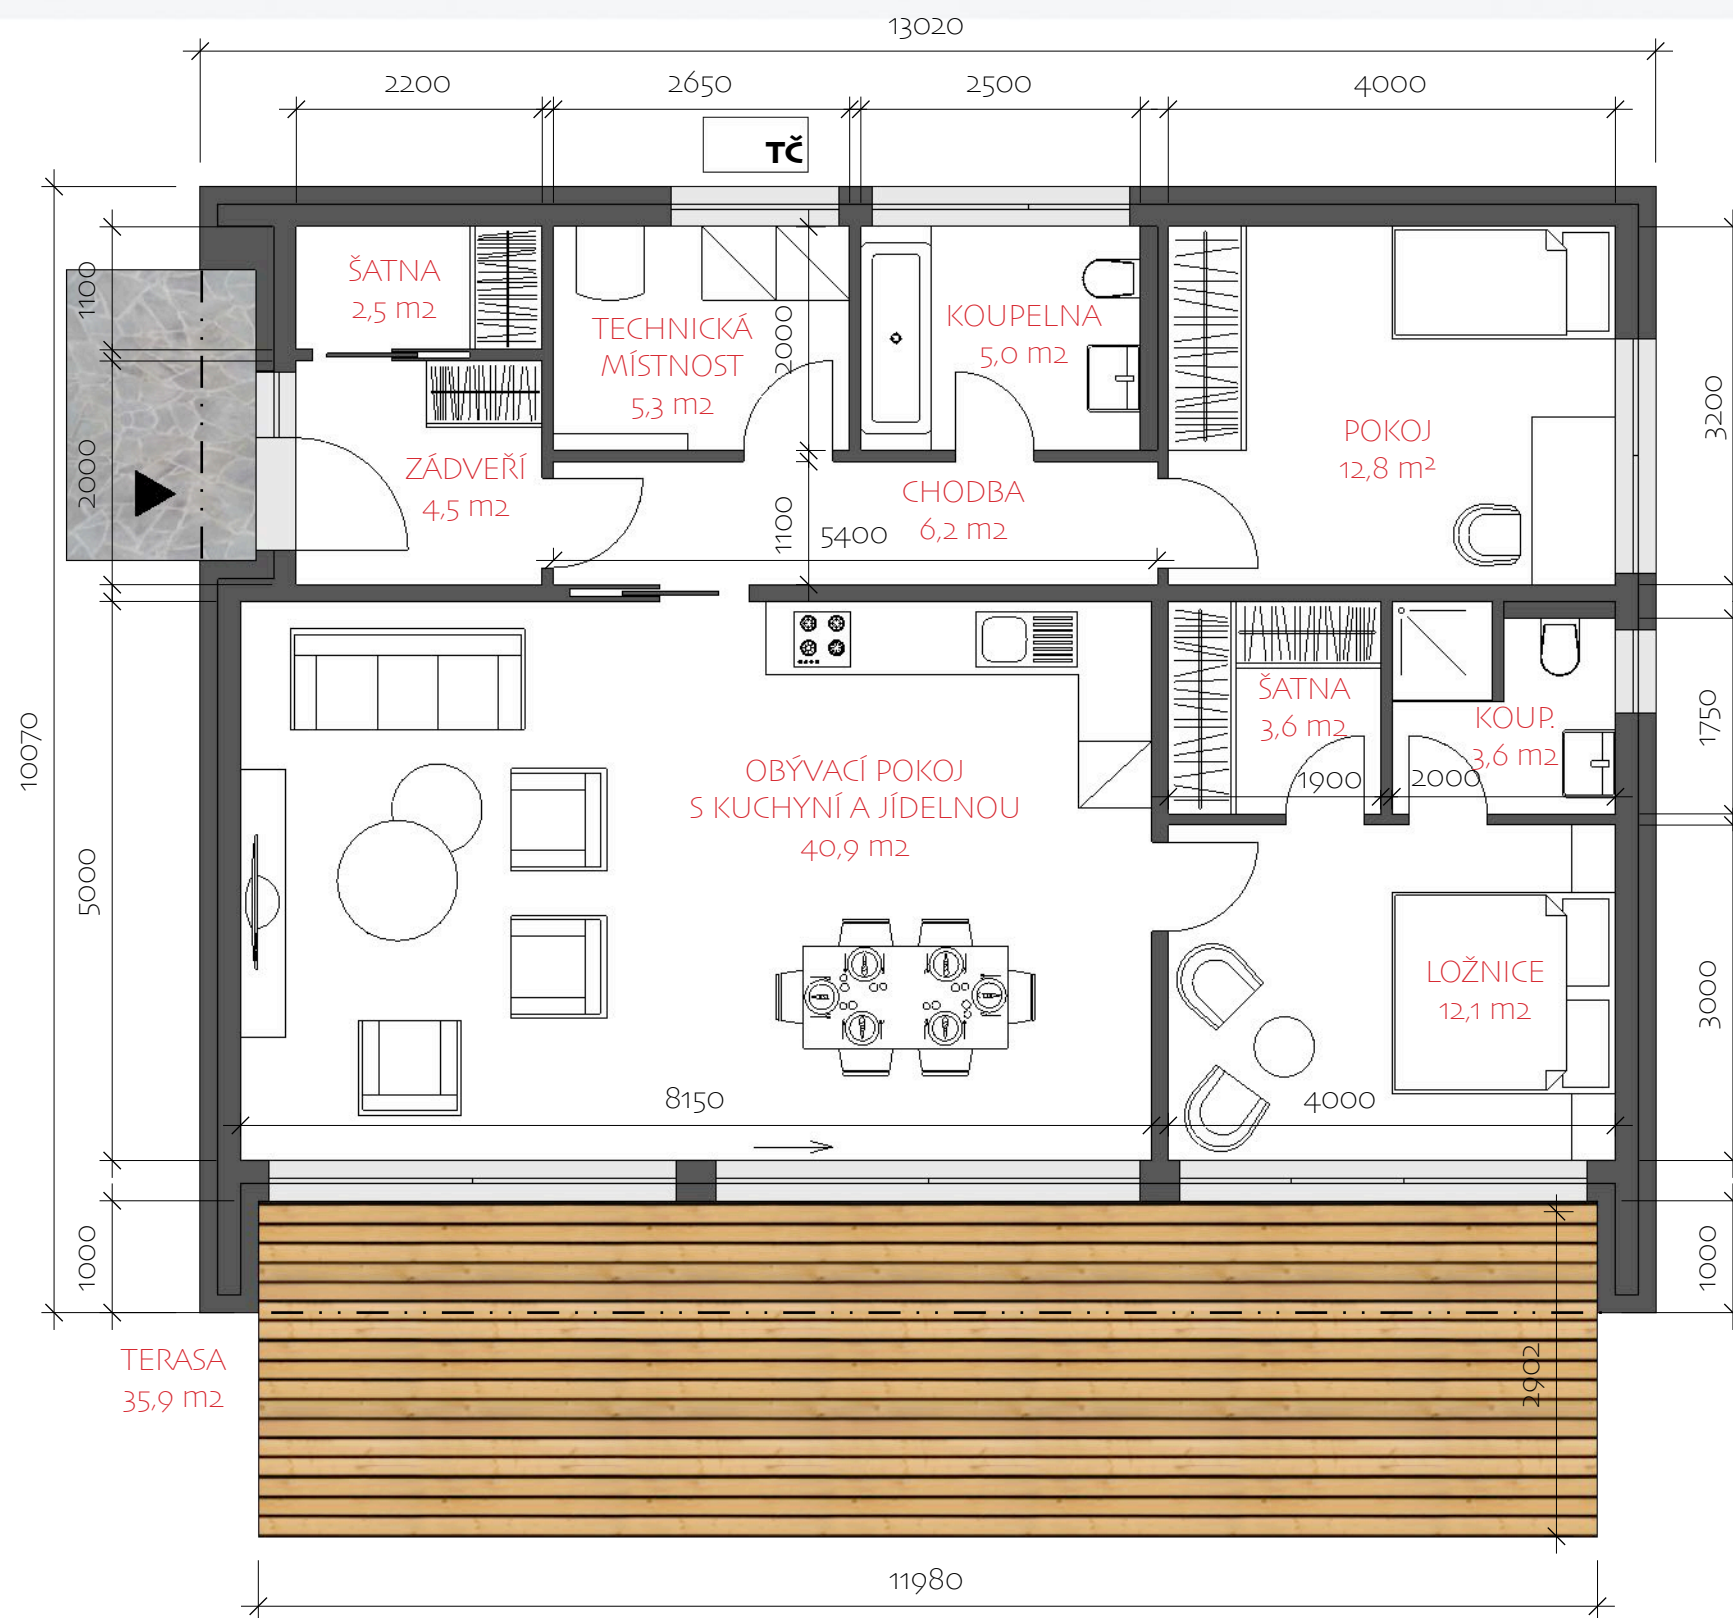 13020
2200
2650
2500
4000
TČ
1100
ŠATNA
2,5 m2
TECHNICKÁ
MÍSTNOST
5,3 m2
2000
KOUPELNA
5,0 m2
POKOJ
12,8 m²
3200
2000
ZÁDVEŘÍ
4,5 m2
CHODBA
6,2 m2
1100
5400
10070
5000
OBÝVACÍ POKOJ
S KUCHYNÍ A JÍDELNOU
40,9 m2
ŠATNA
3,6 m2
1900
KOUP.
3,6 m2
2000
1750
LOŽNICE
12,1 m2
3000
8150
4000
1000
1000
TERASA
35,9 m2
2902
11980